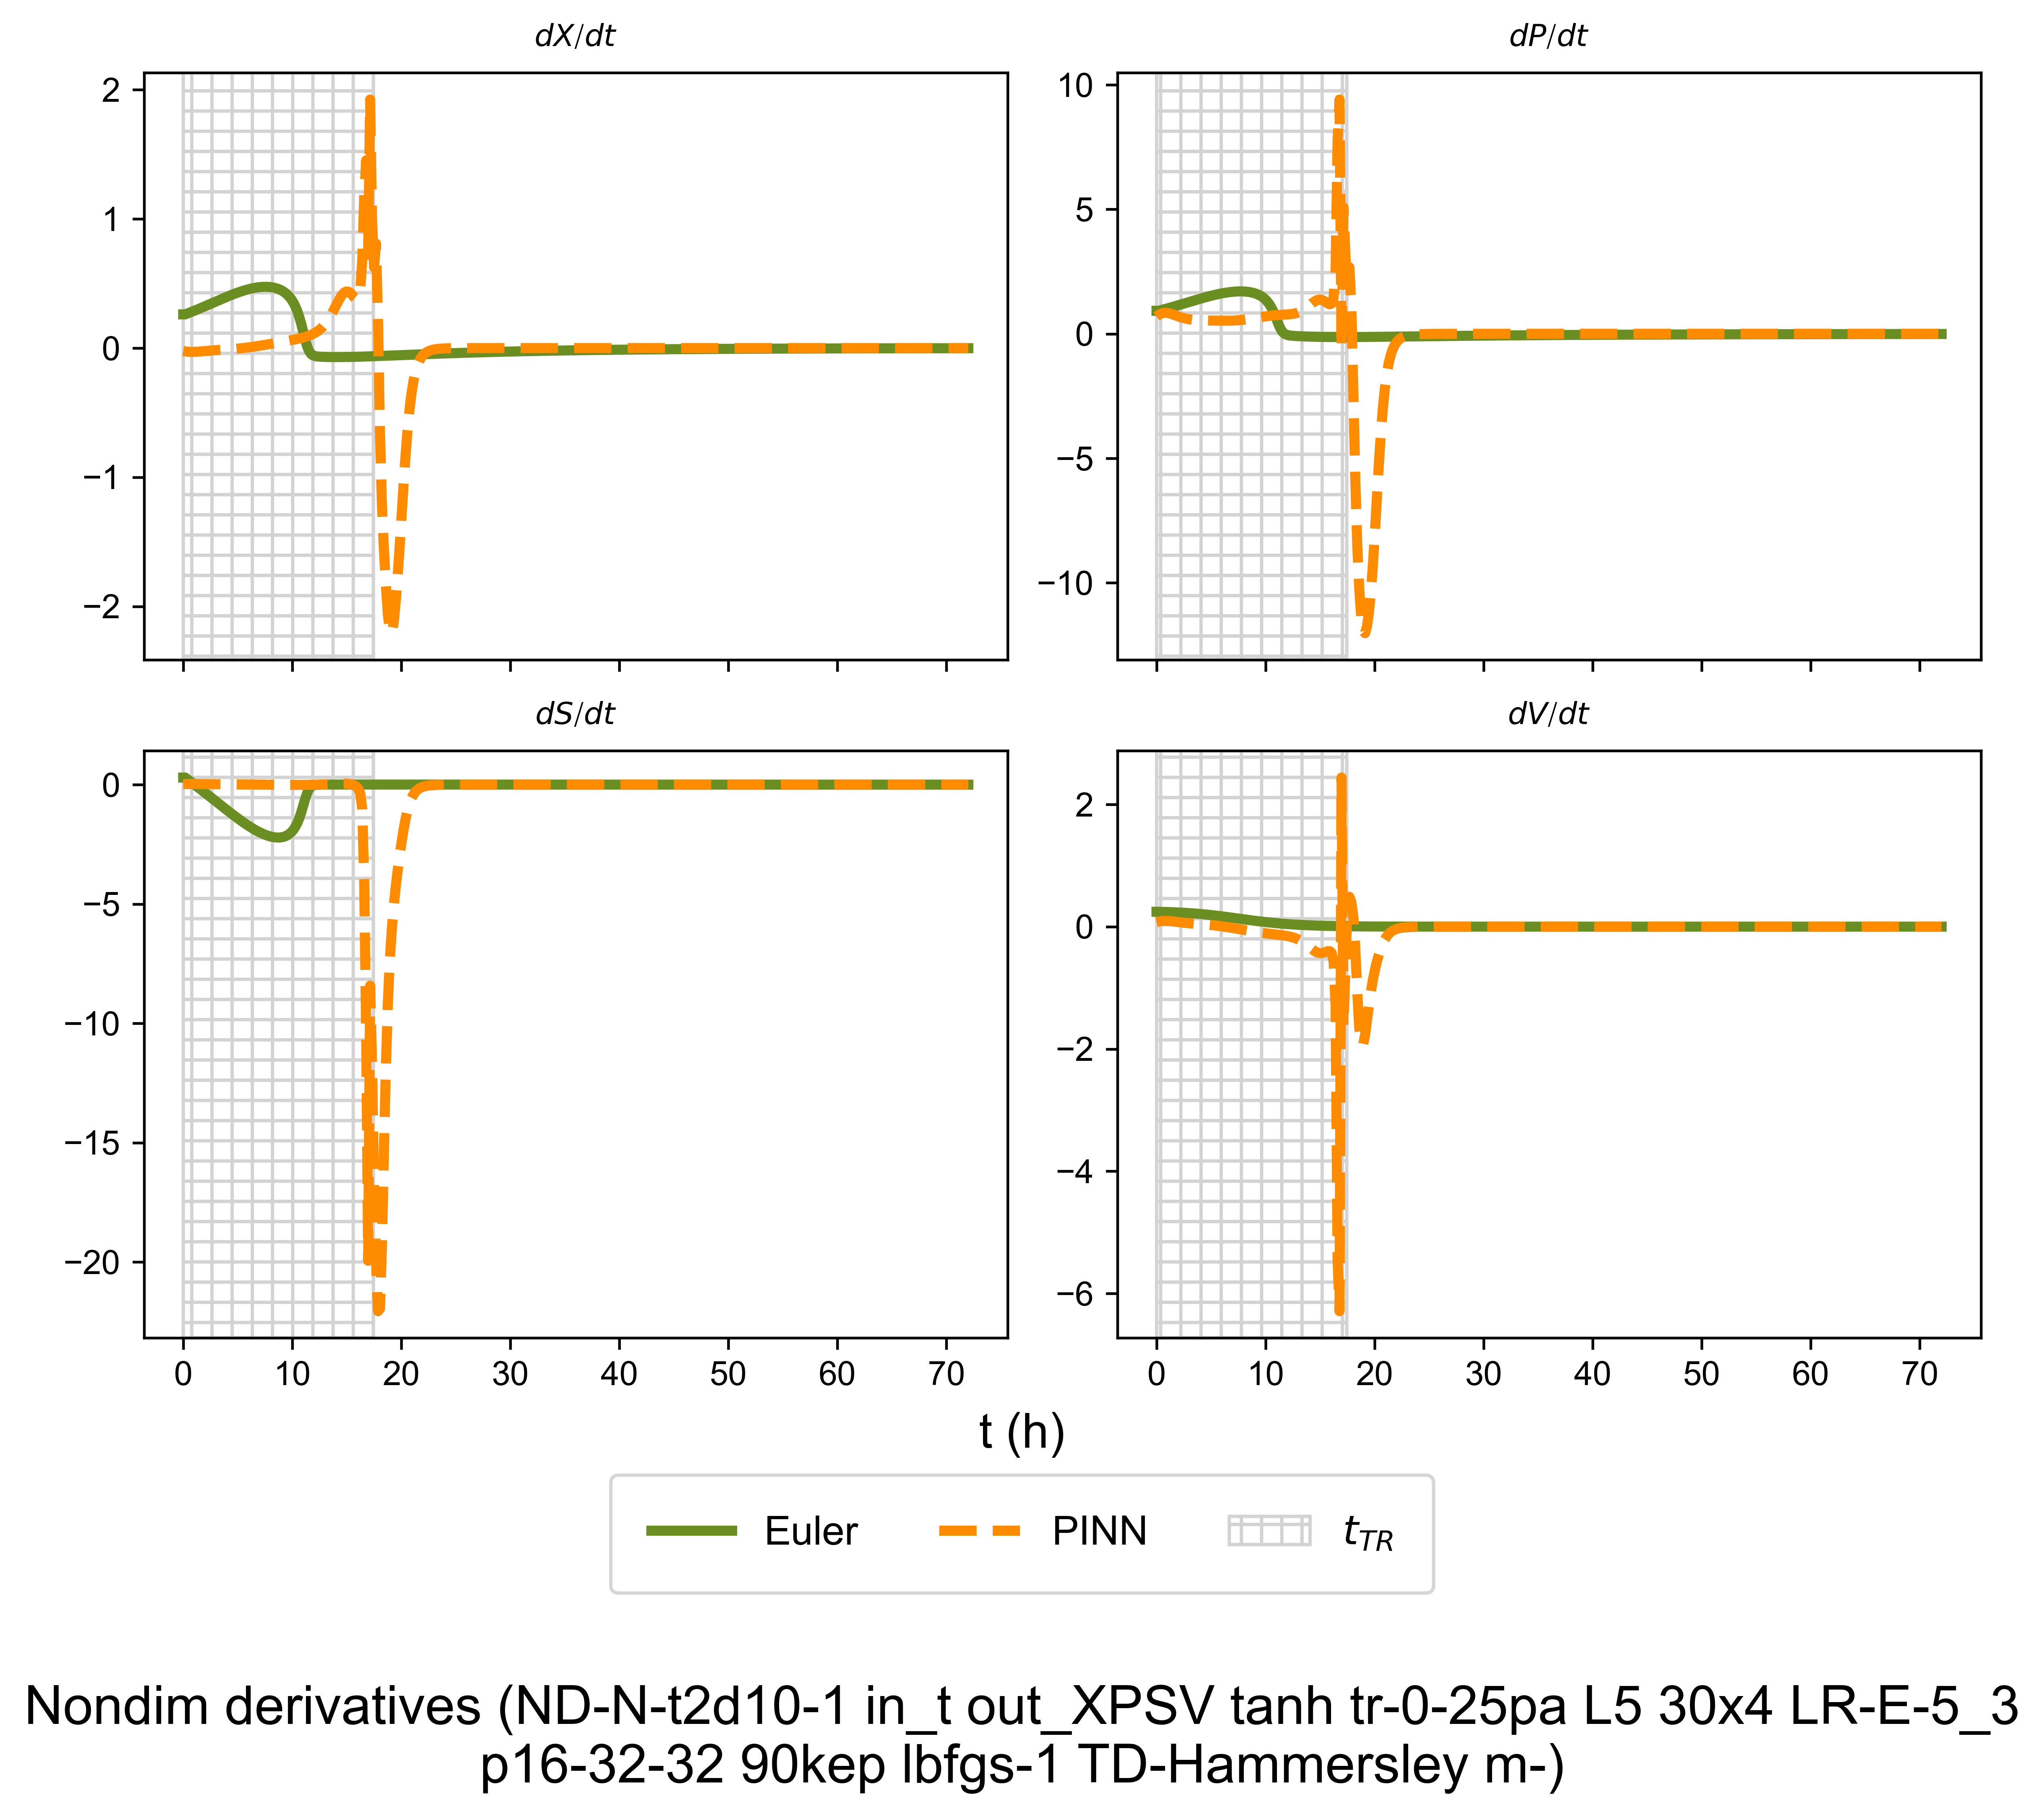 dX/dt
dP/dt
2
1
0
−1
−2
10
5
0
−5
−10
dS/dt
dV/dt
0
−5
−10
−15
−20
2
0
−2
−4
−6
0 10 20 30 40 50 60 70
0 10 20 30 40 50 60 70
t (h)
Euler PINN t_TR
Nondim derivatives (ND-N-t2d10-1 in_t out_XPSV tanh tr-0-25pa L5 30x4 LR-E-5_3
p16-32-32 90kep lbfgs-1 TD-Hammersley m-)